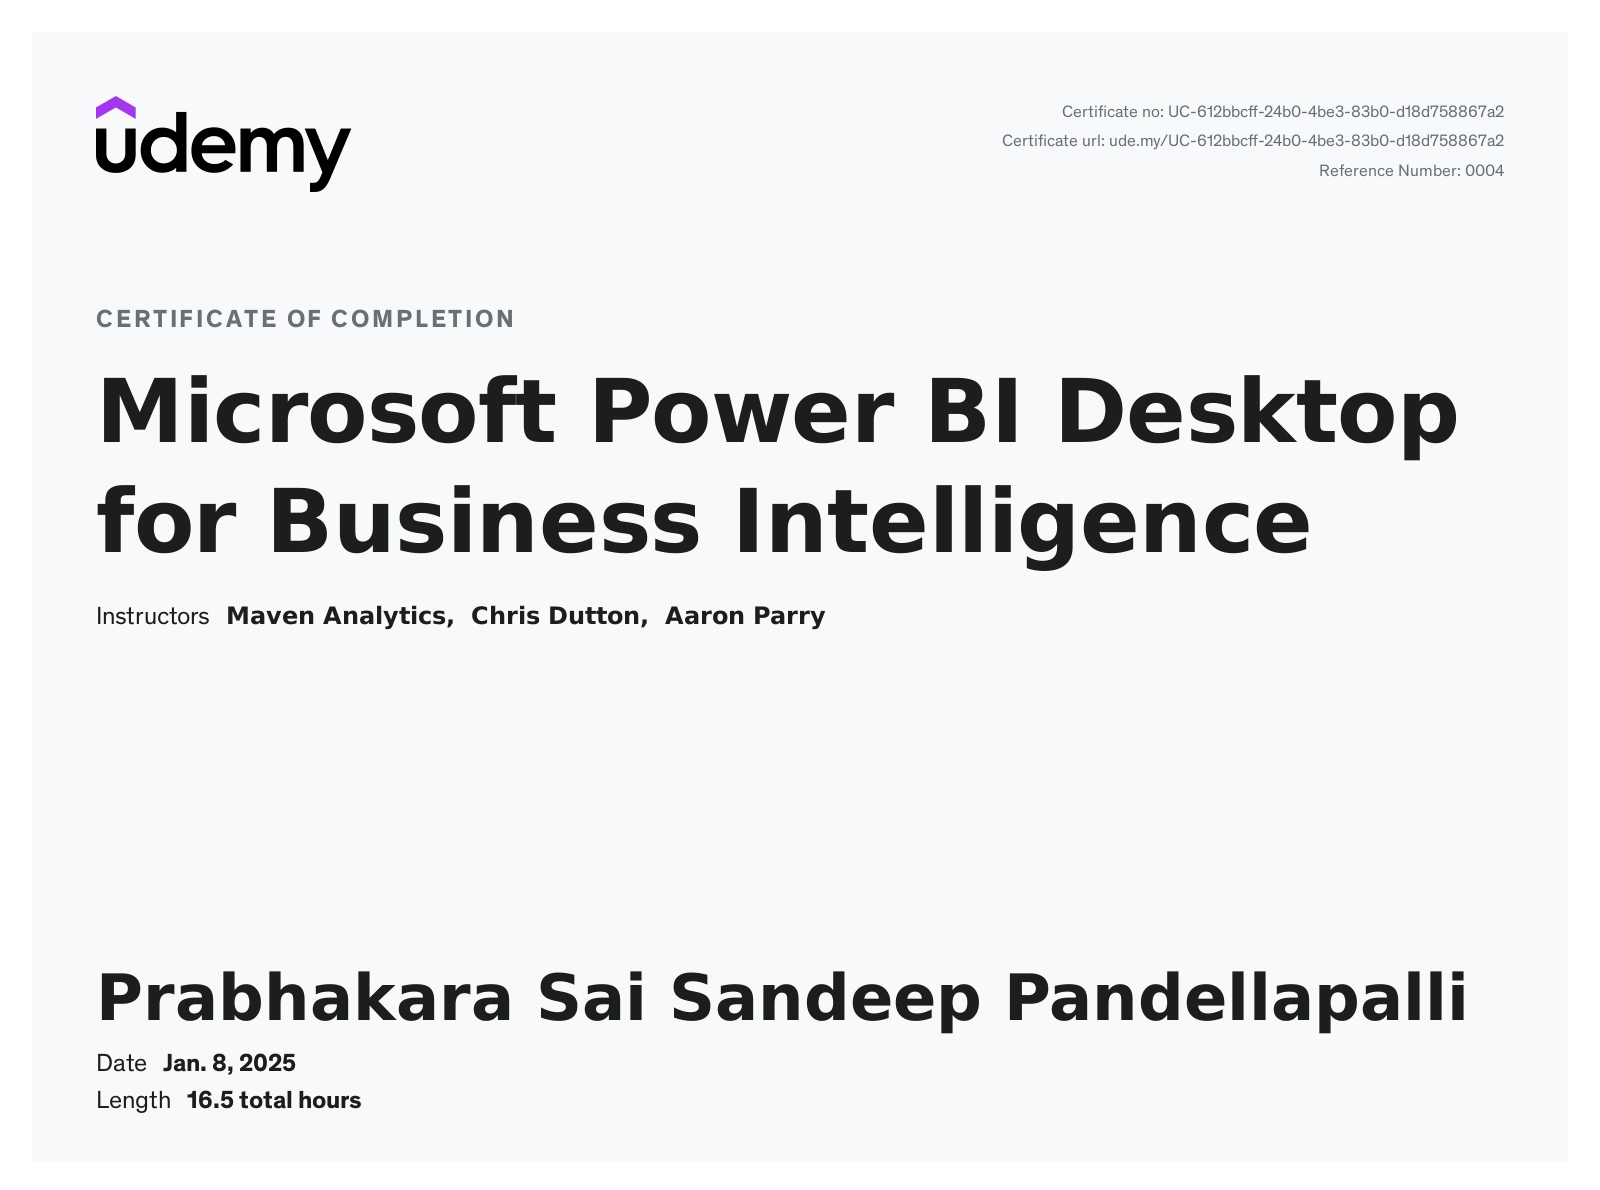 udemy
Certificate no: UC-612bbcff-24b0-4be3-83b0-d18d758867a2
Certificate url: ude.my/UC-612bbcff-24b0-4be3-83b0-d18d758867a2
Reference Number: 0004
CERTIFICATE OF COMPLETION
Microsoft Power BI Desktop
for Business Intelligence
Instructors Maven Analytics, Chris Dutton, Aaron Parry
Prabhakara Sai Sandeep Pandellapalli
Date Jan. 8, 2025
Length 16.5 total hours